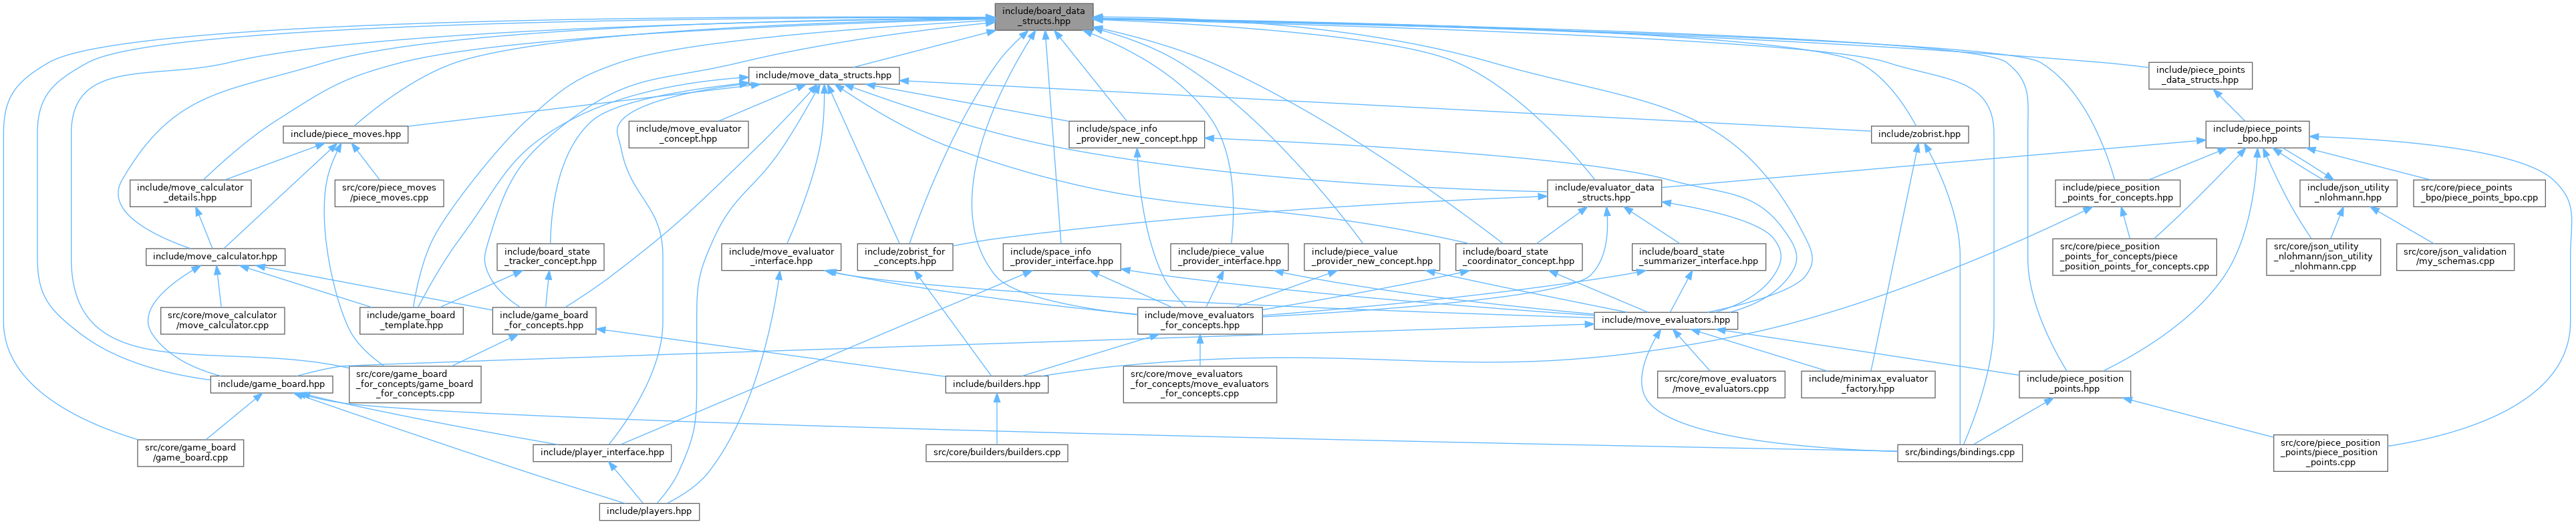 include/board_data
_structs.hpp
include/move_data_structs.hpp
include/piece_points
_data_structs.hpp
include/piece_moves.hpp
include/move_evaluator
_concept.hpp
include/space_info
_provider_new_concept.hpp
include/zobrist.hpp
include/piece_points
_bpo.hpp
include/move_calculator
_details.hpp
src/core/piece_moves
/piece_moves.cpp
include/evaluator_data
_structs.hpp
include/piece_position
_points_for_concepts.hpp
include/json_utility
_nlohmann.hpp
src/core/piece_points
_bpo/piece_points_bpo.cpp
include/move_calculator.hpp
include/board_state
_tracker_concept.hpp
include/move_evaluator
_interface.hpp
include/zobrist_for
_concepts.hpp
include/space_info
_provider_interface.hpp
include/piece_value
_provider_interface.hpp
include/piece_value
_provider_new_concept.hpp
include/board_state
_coordinator_concept.hpp
include/board_state
_summarizer_interface.hpp
src/core/piece_position
_points_for_concepts/piece
_position_points_for_concepts.cpp
src/core/json_utility
_nlohmann/json_utility
_nlohmann.cpp
src/core/json_validation
/my_schemas.cpp
src/core/move_calculator
/move_calculator.cpp
include/game_board
_template.hpp
include/game_board
_for_concepts.hpp
include/move_evaluators
_for_concepts.hpp
include/move_evaluators.hpp
include/game_board.hpp
src/core/game_board
_for_concepts/game_board
_for_concepts.cpp
include/builders.hpp
src/core/move_evaluators
_for_concepts/move_evaluators
_for_concepts.cpp
src/core/move_evaluators
/move_evaluators.cpp
include/minimax_evaluator
_factory.hpp
include/piece_position
_points.hpp
src/core/game_board
/game_board.cpp
include/player_interface.hpp
src/core/builders/builders.cpp
src/bindings/bindings.cpp
src/core/piece_position
_points/piece_position
_points.cpp
include/players.hpp